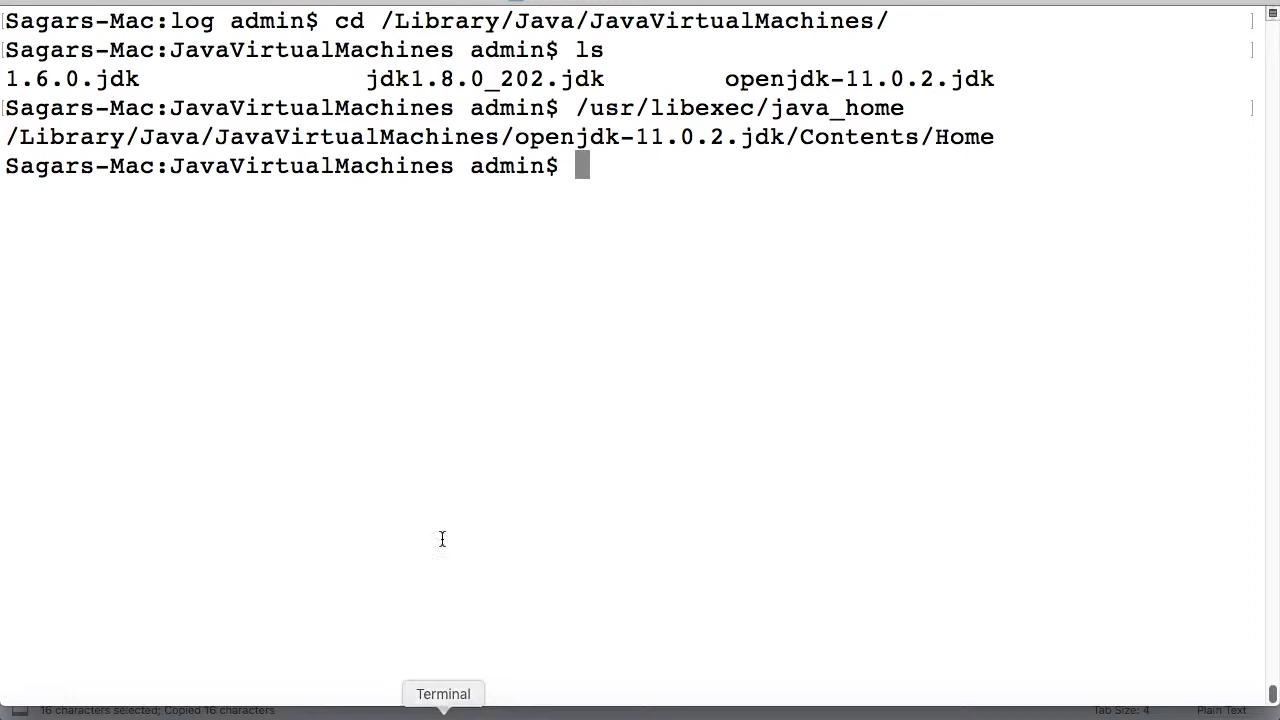 Sagars-Mac:log admin$ cd /Library/Java/JavaVirtualMachines/
Sagars-Mac:JavaVirtualMachines admin$ ls
1.6.0.jdk jdk1.8.0_202.jdk openjdk-11.0.2.jdk
Sagars-Mac:JavaVirtualMachines admin$ /usr/libexec/java_home
/Library/Java/JavaVirtualMachines/openjdk-11.0.2.jdk/Contents/Home
Sagars-Mac:JavaVirtualMachines admin$
Terminal
16 characters selected; Copied 16 characters Tab Size: 4 Plain Text